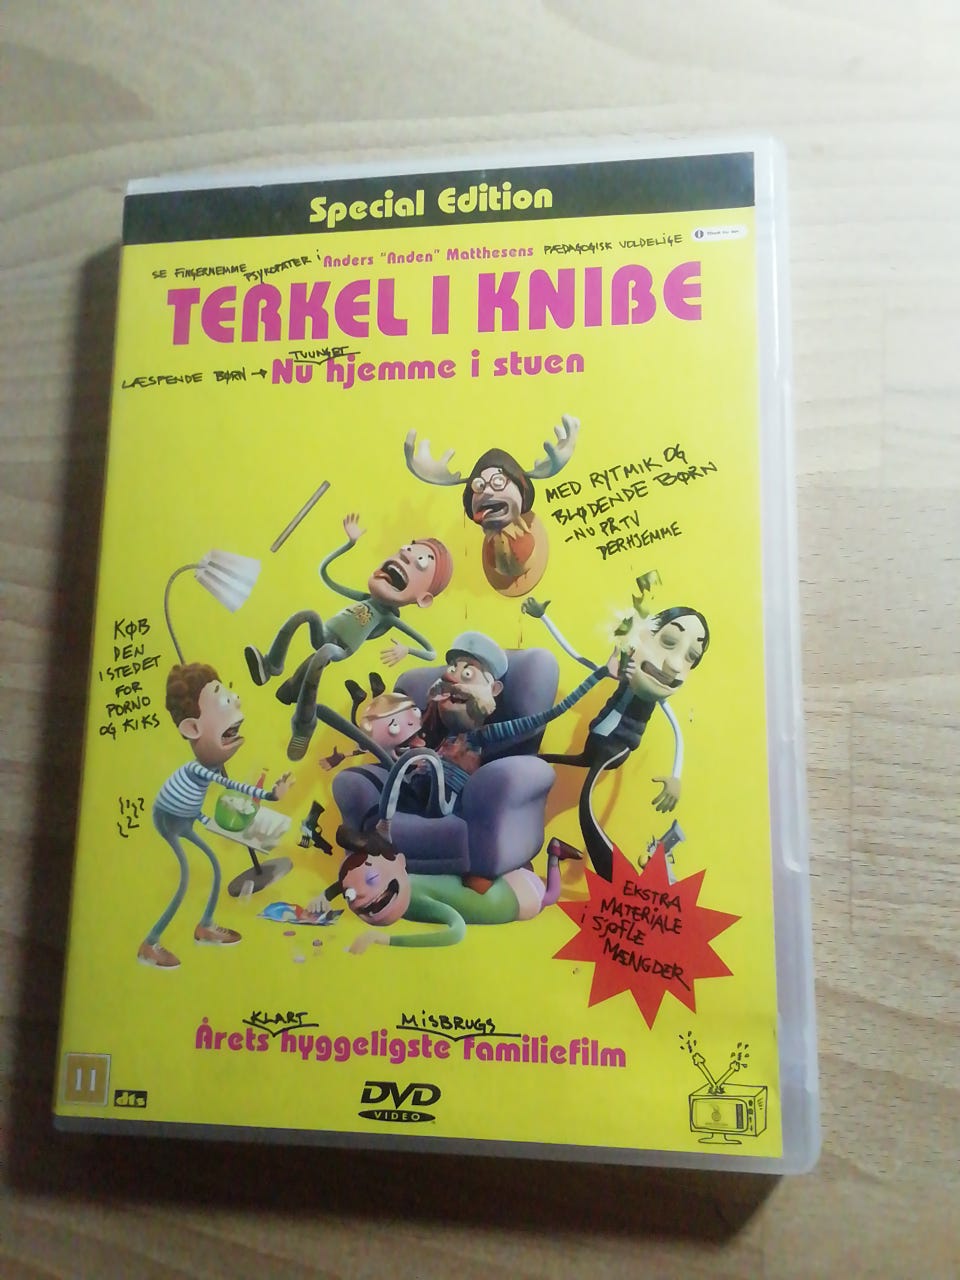 Special Edition
SE FINGERNEMME PSYKOPATER i Anders "Anden" Matthesens PÆDAGOGISK VOLDELIGE
TERKEL I KNIBE
TVUNGET
LÆSPENDE BØRN → Nu hjemme i stuen
MED RYTMIK OG
BLØDENDE BØRN
-NU PÅ TV
DERHJEMME
KØB
DEN
ISTEDET
FOR
PORNO
OG KIKS
EKSTRA
MATERIALE
i SJOFLE
MÆNGDER
KLART MISBRUGS
Årets hyggeligste familiefilm
11
dts
DVD
VIDEO